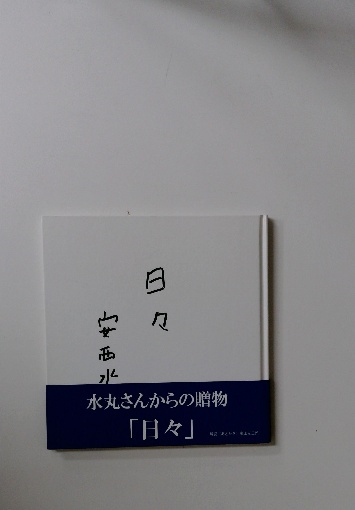 日々
安西水
水丸さんからの贈物
「日々」